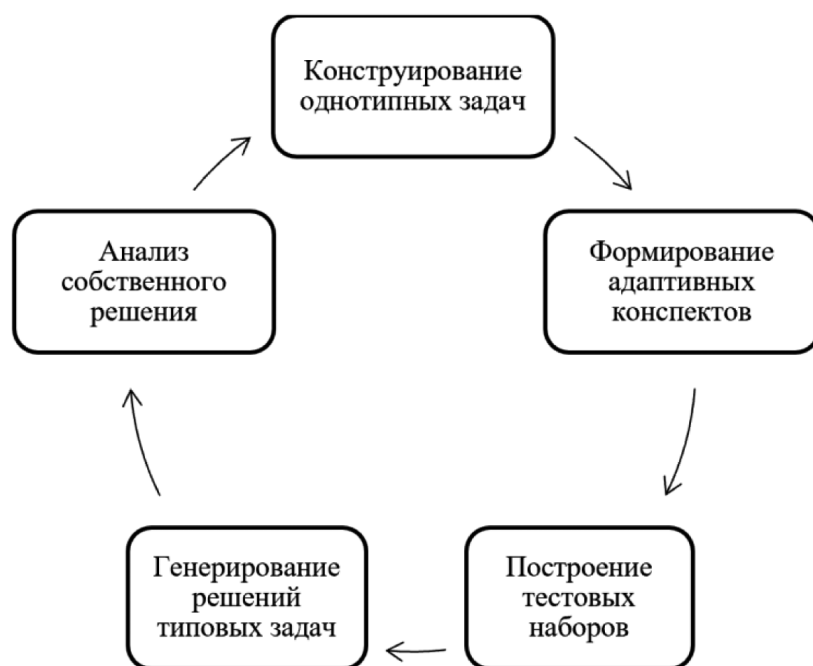 Конструирование
однотипных задач
Анализ
собственного
решения
Формирование
адаптивных
конспектов
Генерирование
решений
типовых задач
Построение
тестовых
наборов